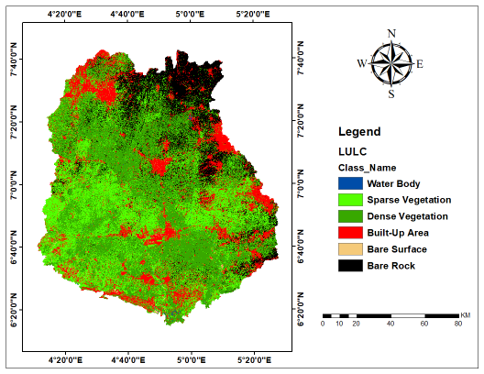 4°20'0"E 4°40'0"E 5°0'0"E 5°20'0"E
N
W E
S
7°40'0"N 7°40'0"N
7°20'0"N 7°20'0"N
7°0'0"N 7°0'0"N
6°40'0"N 6°40'0"N
6°20'0"N 6°20'0"N
Legend
LULC
Class_Name
Water Body
Sparse Vegetation
Dense Vegetation
Built-Up Area
Bare Surface
Bare Rock
KM
0 5 10 20 40 60 80
4°20'0"E 4°40'0"E 5°0'0"E 5°20'0"E